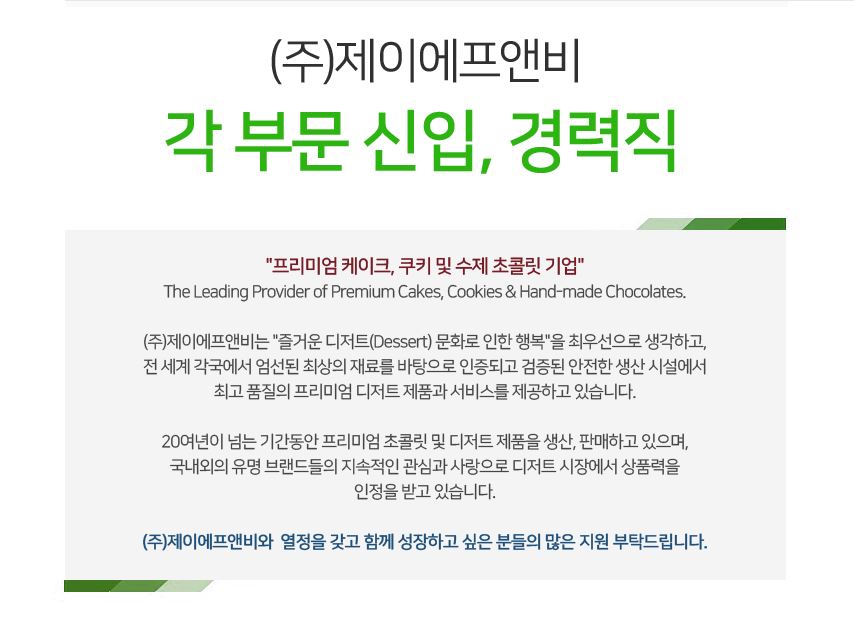 (주)제이에프앤비
각 부문 신입, 경력직
"프리미엄 케이크, 쿠키 및 수제 초콜릿 기업"
The Leading Provider of Premium Cakes, Cookies & Hand-made Chocolates.
(주)제이에프앤비는 "즐거운 디저트(Dessert) 문화로 인한 행복"을 최우선으로 생각하고,
전 세계 각국에서 엄선된 최상의 재료를 바탕으로 인증되고 검증된 안전한 생산 시설에서
최고 품질의 프리미엄 디저트 제품과 서비스를 제공하고 있습니다.
20여년이 넘는 기간동안 프리미엄 초콜릿 및 디저트 제품을 생산, 판매하고 있으며,
국내외의 유명 브랜드들의 지속적인 관심과 사랑으로 디저트 시장에서 상품력을
인정을 받고 있습니다.
(주)제이에프앤비와 열정을 갖고 함께 성장하고 싶은 분들의 많은 지원 부탁드립니다.